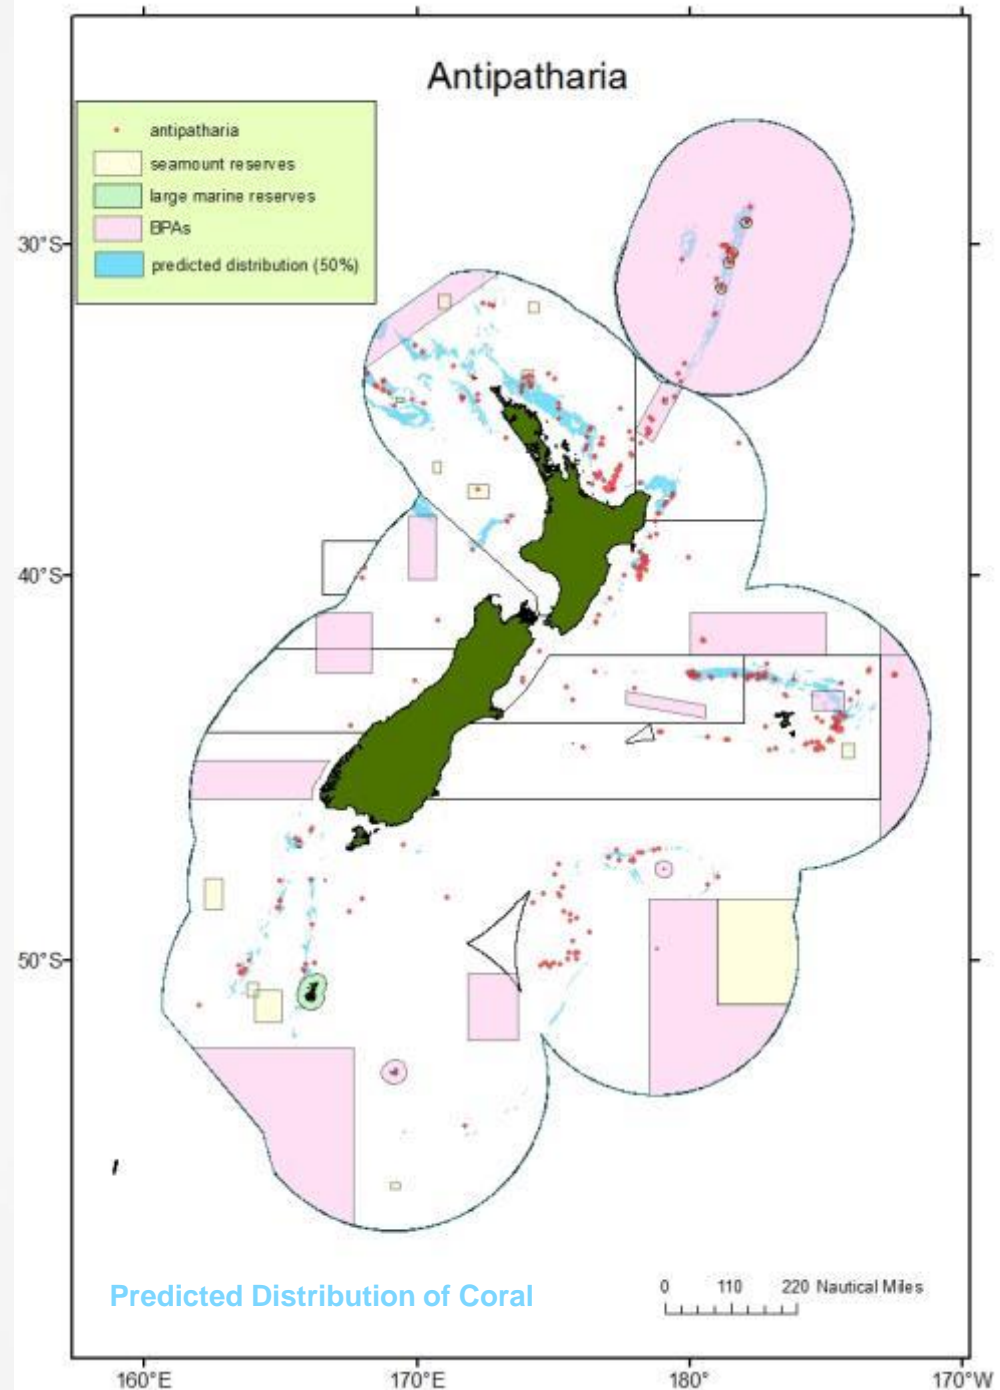 Antipatharia
antipatharia
seamount reserves
large marine reserves
BPAs
predicted distribution (50%)
30°S
40°S
50°S
Predicted Distribution of Coral
0 110 220 Nautical Miles
160°E 170°E 180° 170°W